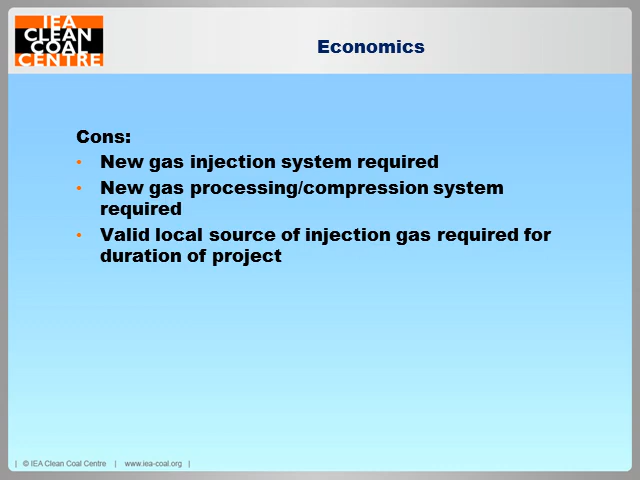 IEA
CLEAN
COAL
CENTRE
Economics
Cons:
• New gas injection system required
• New gas processing/compression system
required
• Valid local source of injection gas required for
duration of project
| © IEA Clean Coal Centre | www.iea-coal.org |